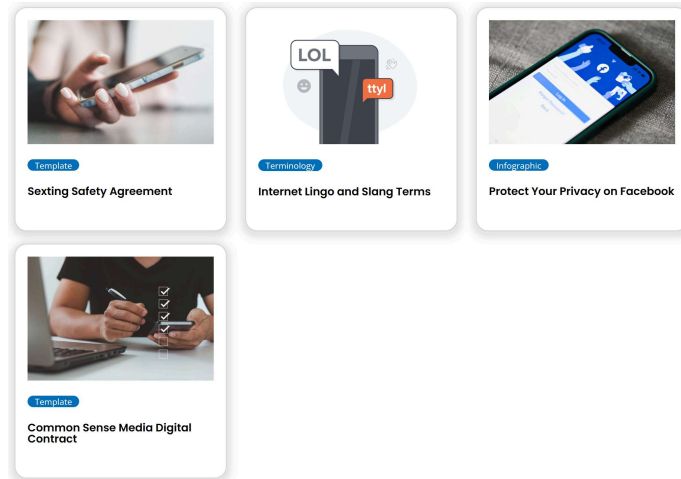 LOL
ttyl
Template
Sexting Safety Agreement
Terminology
Internet Lingo and Slang Terms
Infographic
Protect Your Privacy on Facebook
Template
Common Sense Media Digital
Contract